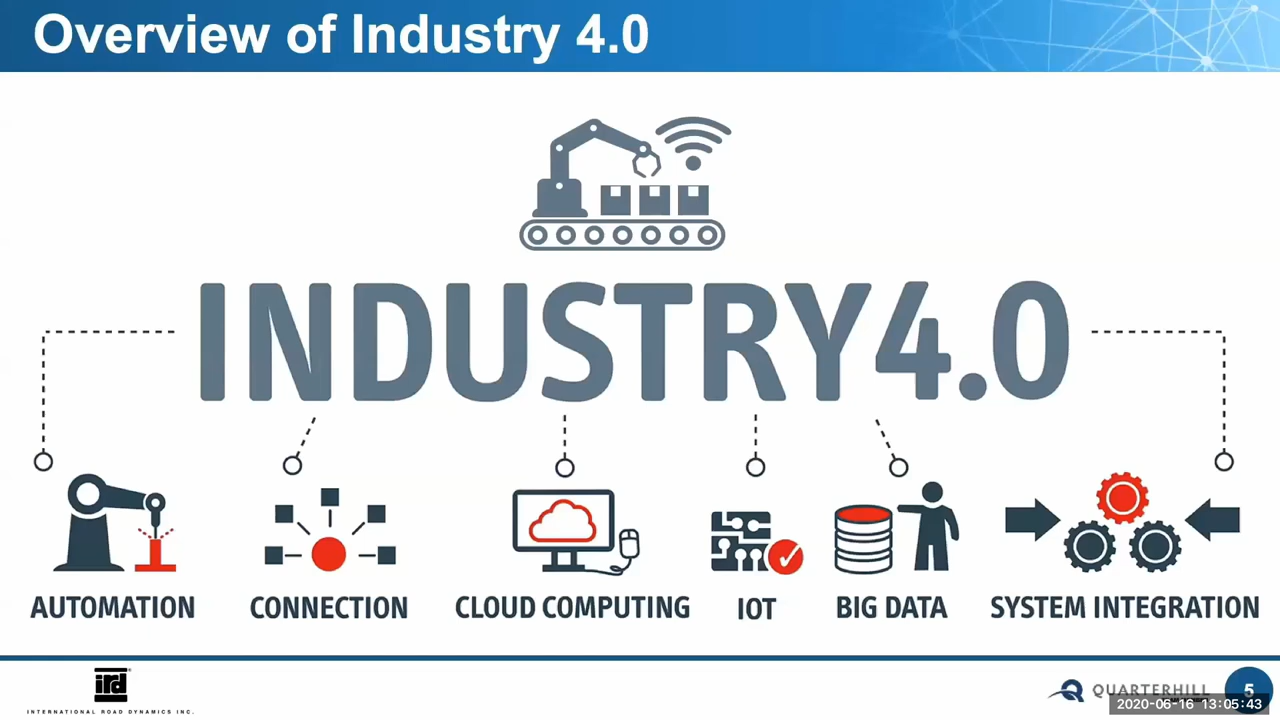 Overview of Industry 4.0
INDUSTRY4.0
AUTOMATION
CONNECTION
CLOUD COMPUTING
IOT
BIG DATA
SYSTEM INTEGRATION
ird
INTERNATIONAL ROAD DYNAMICS INC.
QUARTERHILL
5
2020-06-16 13:05:43